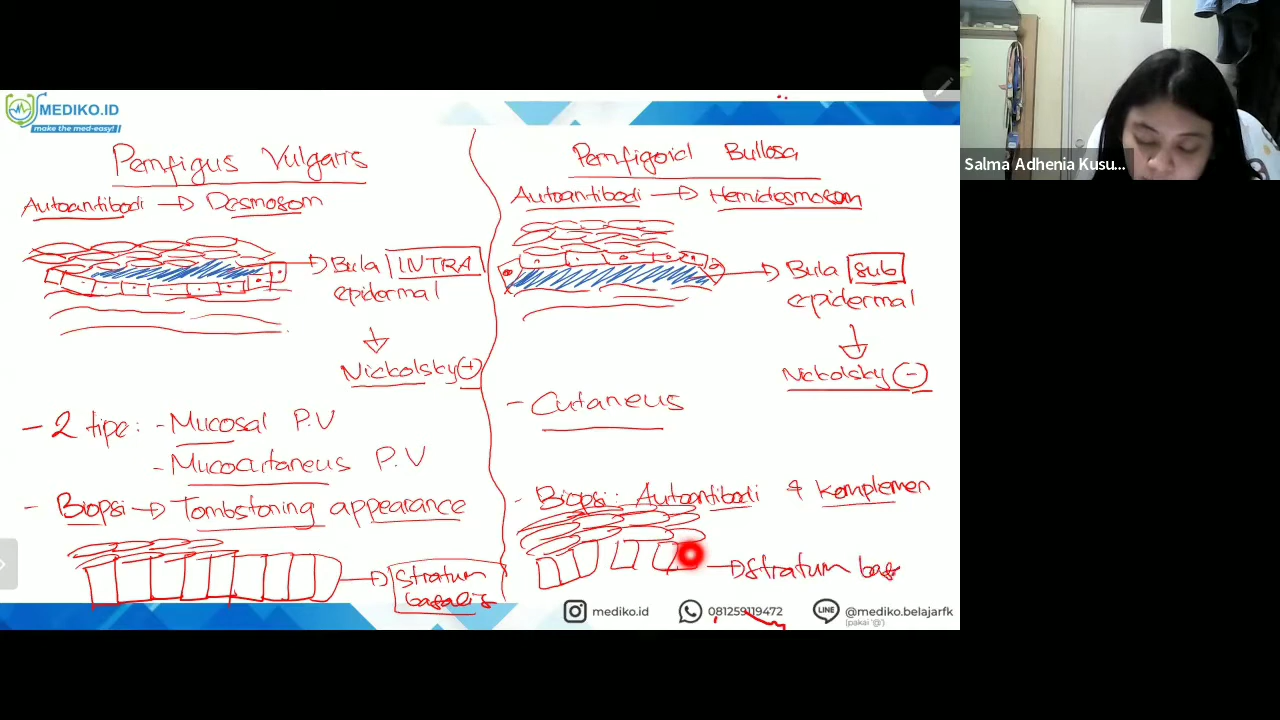 MEDIKO.ID
make the med-easy!
Pemfigus Vulgaris
Autoantibodi → Desmosom
Bula INTRA
epidermal
Nickolsky (+)
- 2 tipe: - Mucosal P.V
- Mucocutaneus P.V
- Biopsi → Tombstoning appearance
Stratum
basalis
Pemfigoid Bullosa
Autoantibodi → Hemidesmosom
Bula sub
epidermal
Nickolsky (-)
- Cutaneus
- Biopsi: Autoantibodi + Komplemen
Stratum bas
mediko.id
081259119472
@mediko.belajarfk
(pakai '@')
Salma Adhenia Kusu...